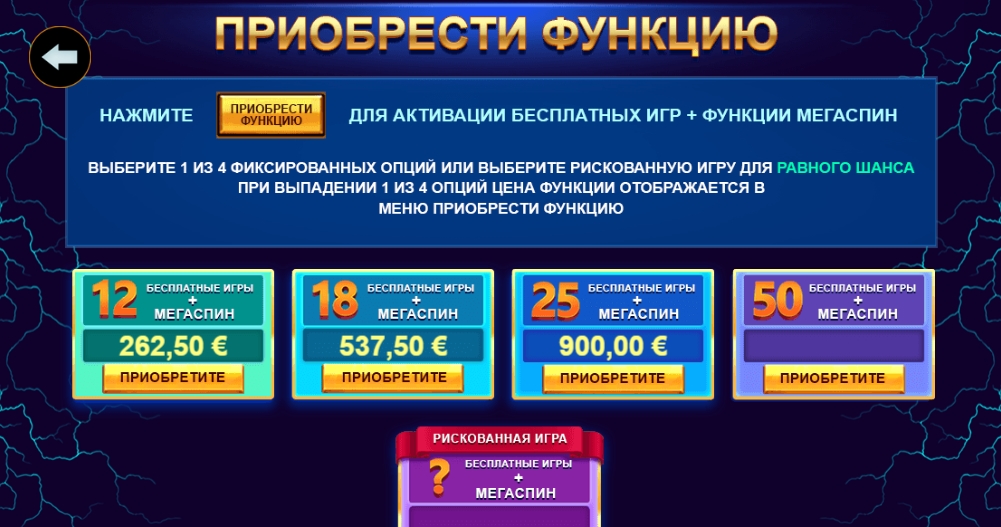 ПРИОБРЕСТИ ФУНКЦИЮ
НАЖМИТЕ ПРИОБРЕСТИ ФУНКЦИЮ ДЛЯ АКТИВАЦИИ БЕСПЛАТНЫХ ИГР + ФУНКЦИИ МЕГАСПИН
ВЫБЕРИТЕ 1 ИЗ 4 ФИКСИРОВАННЫХ ОПЦИЙ ИЛИ ВЫБЕРИТЕ РИСКОВАННУЮ ИГРУ ДЛЯ РАВНОГО ШАНСА
ПРИ ВЫПАДЕНИИ 1 ИЗ 4 ОПЦИЙ ЦЕНА ФУНКЦИИ ОТОБРАЖАЕТСЯ В
МЕНЮ ПРИОБРЕСТИ ФУНКЦИЮ
12 БЕСПЛАТНЫЕ ИГРЫ
+
МЕГАСПИН
262,50 €
ПРИОБРЕТИТЕ
18 БЕСПЛАТНЫЕ ИГРЫ
+
МЕГАСПИН
537,50 €
ПРИОБРЕТИТЕ
25 БЕСПЛАТНЫЕ ИГРЫ
+
МЕГАСПИН
900,00 €
ПРИОБРЕТИТЕ
50 БЕСПЛАТНЫЕ ИГРЫ
+
МЕГАСПИН
ПРИОБРЕТИТЕ
РИСКОВАННАЯ ИГРА
? БЕСПЛАТНЫЕ ИГРЫ
+
МЕГАСПИН